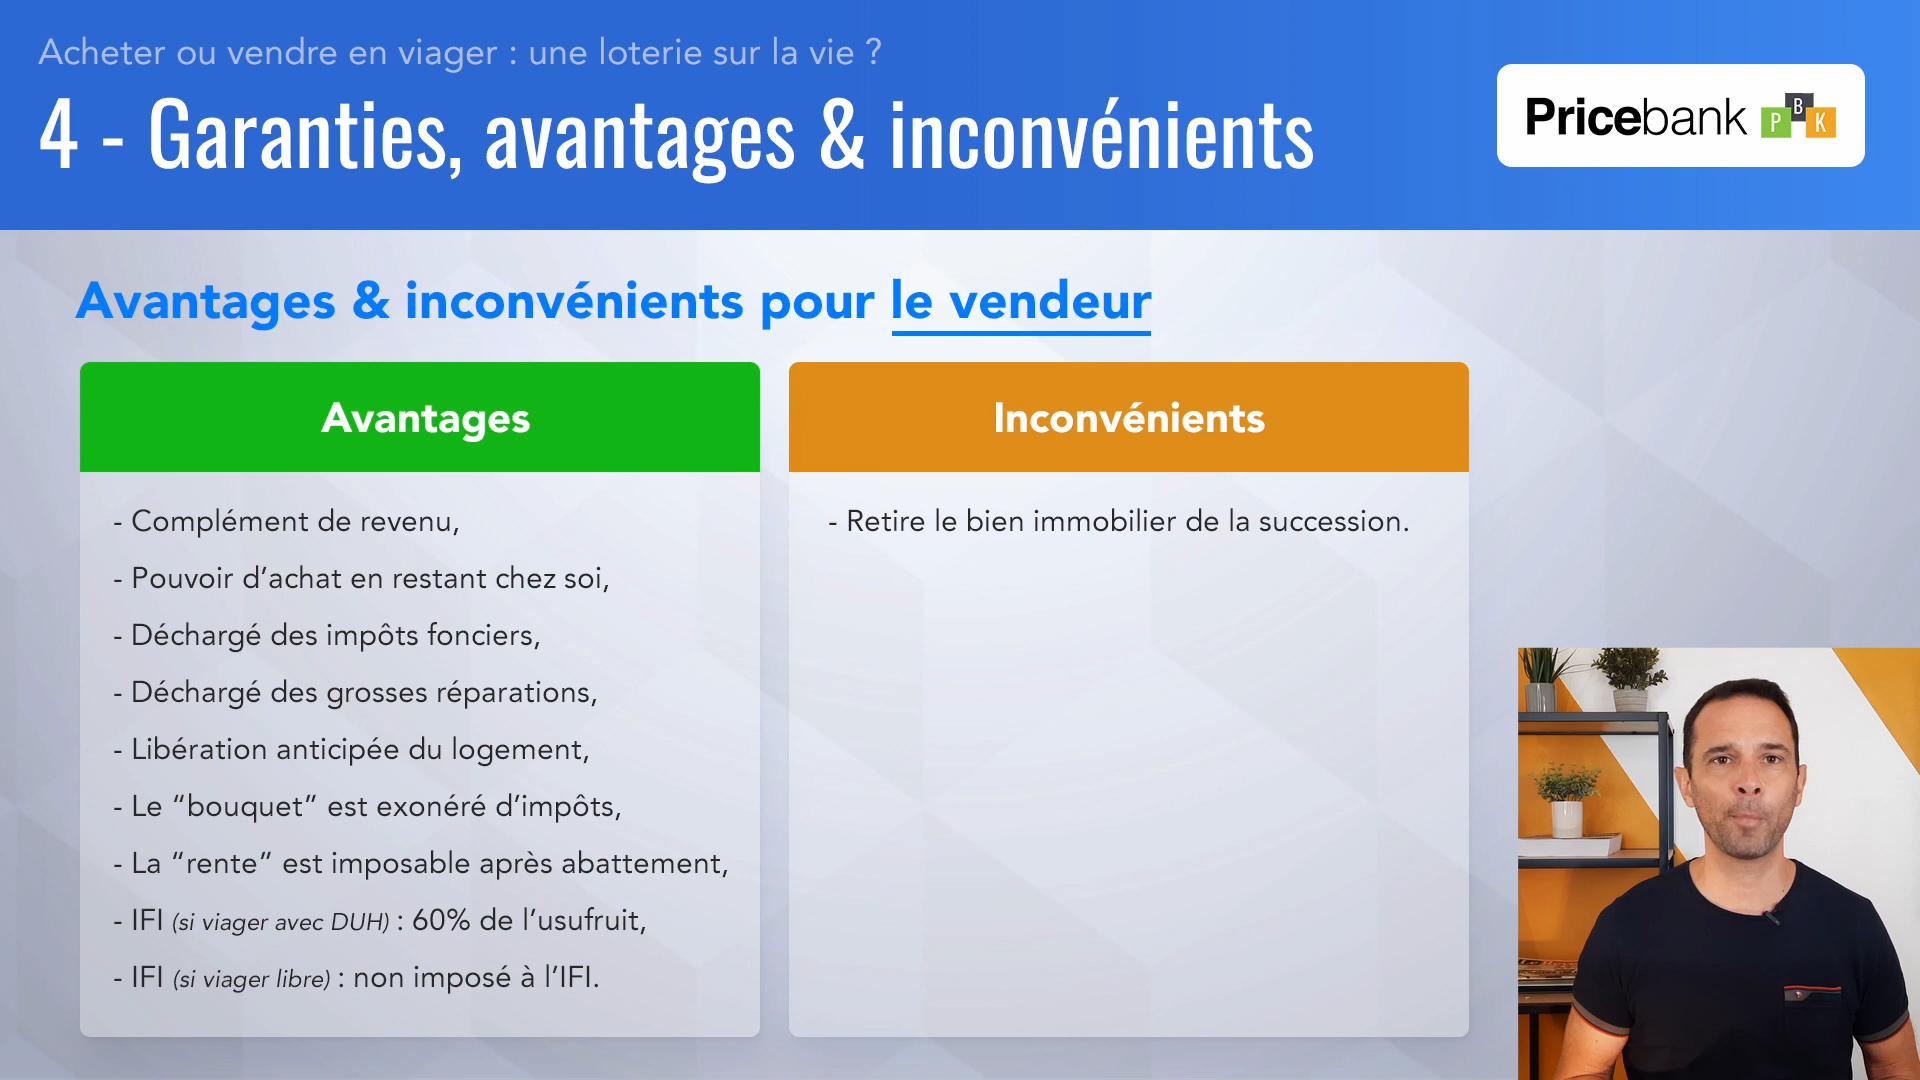 Acheter ou vendre en viager : une loterie sur la vie ?
4 - Garanties, avantages & inconvénients
Pricebank
P B K
Avantages & inconvénients pour le vendeur
Avantages
- Complément de revenu,
- Pouvoir d’achat en restant chez soi,
- Déchargé des impôts fonciers,
- Déchargé des grosses réparations,
- Libération anticipée du logement,
- Le “bouquet” est exonéré d’impôts,
- La “rente” est imposable après abattement,
- IFI (si viager avec DUH) : 60% de l’usufruit,
- IFI (si viager libre) : non imposé à l’IFI.
Inconvénients
- Retire le bien immobilier de la succession.